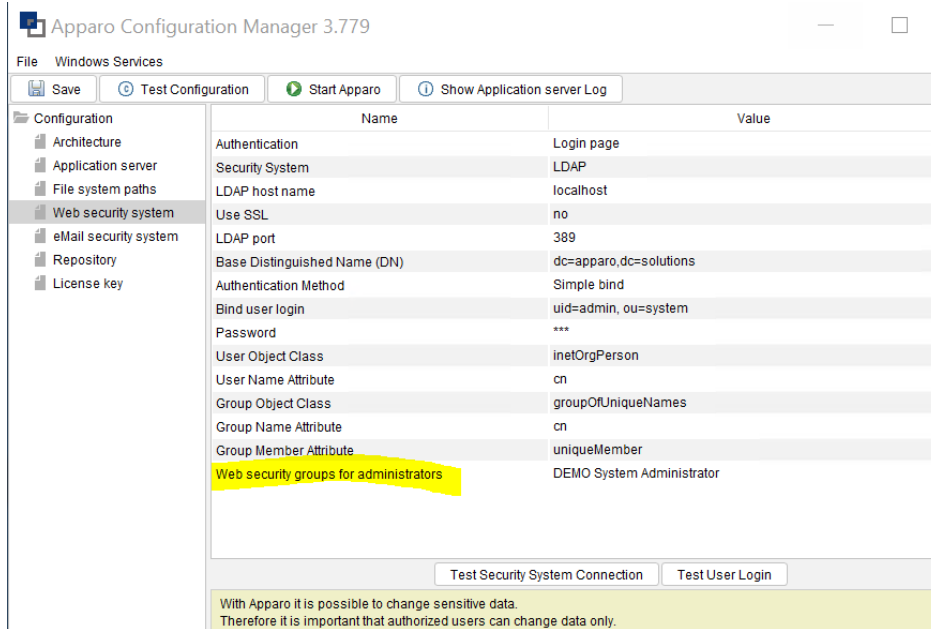 Apparo Configuration Manager 3.779
File Windows Services
Save Test Configuration Start Apparo Show Application server Log
Configuration
Architecture
Application server
File system paths
Web security system
eMail security system
Repository
License key
Name Value
Authentication Login page
Security System LDAP
LDAP host name localhost
Use SSL no
LDAP port 389
Base Distinguished Name (DN) dc=apparo,dc=solutions
Authentication Method Simple bind
Bind user login uid=admin, ou=system
Password ***
User Object Class inetOrgPerson
User Name Attribute cn
Group Object Class groupOfUniqueNames
Group Name Attribute cn
Group Member Attribute uniqueMember
Web security groups for administrators DEMO System Administrator
Test Security System Connection Test User Login
With Apparo it is possible to change sensitive data.
Therefore it is important that authorized users can change data only.